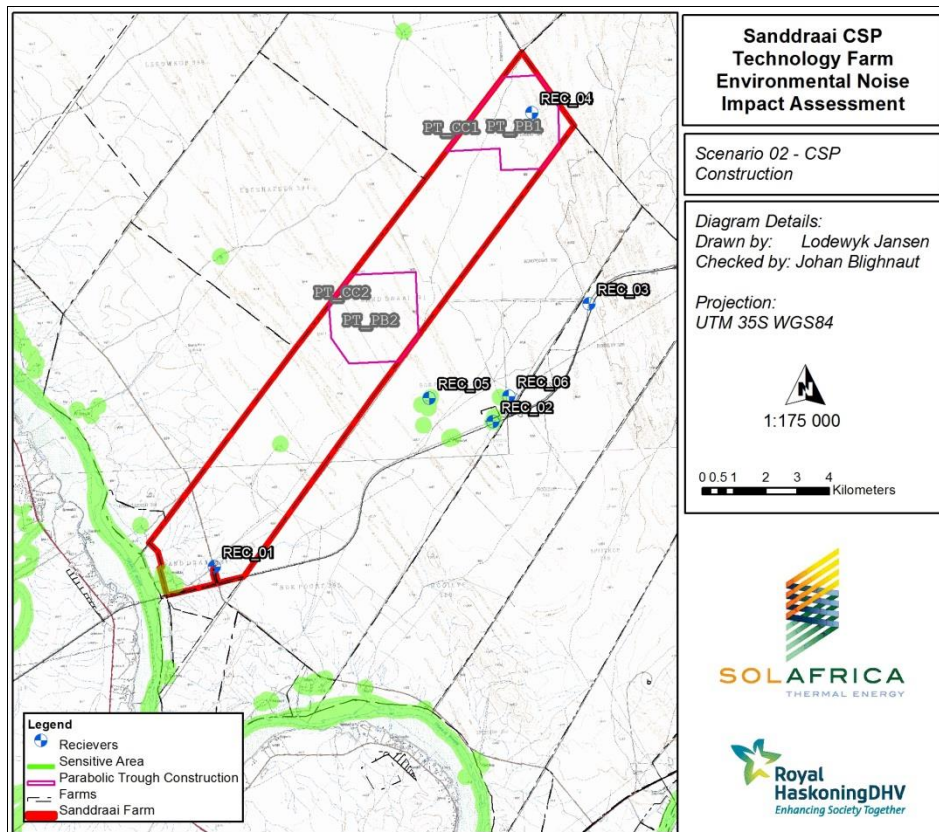 Sanddraai CSP
Technology Farm
Environmental Noise
Impact Assessment
Scenario 02 - CSP
Construction
Diagram Details:
Drawn by: Lodewyk Jansen
Checked by: Johan Blighnaut
Projection:
UTM 35S WGS84
N
1:175 000
0 0.5 1 2 3 4
Kilometers
SOLAFRICA
THERMAL ENERGY
Royal
HaskoningDHV
Enhancing Society Together
REC_04
PT_CC1 PT_PB1
REC_03
PT_CC2
PT_PB2
REC_05
REC_06
REC_02
REC_01
Legend
Recievers
Sensitive Area
Parabolic Trough Construction
Farms
Sanddraai Farm